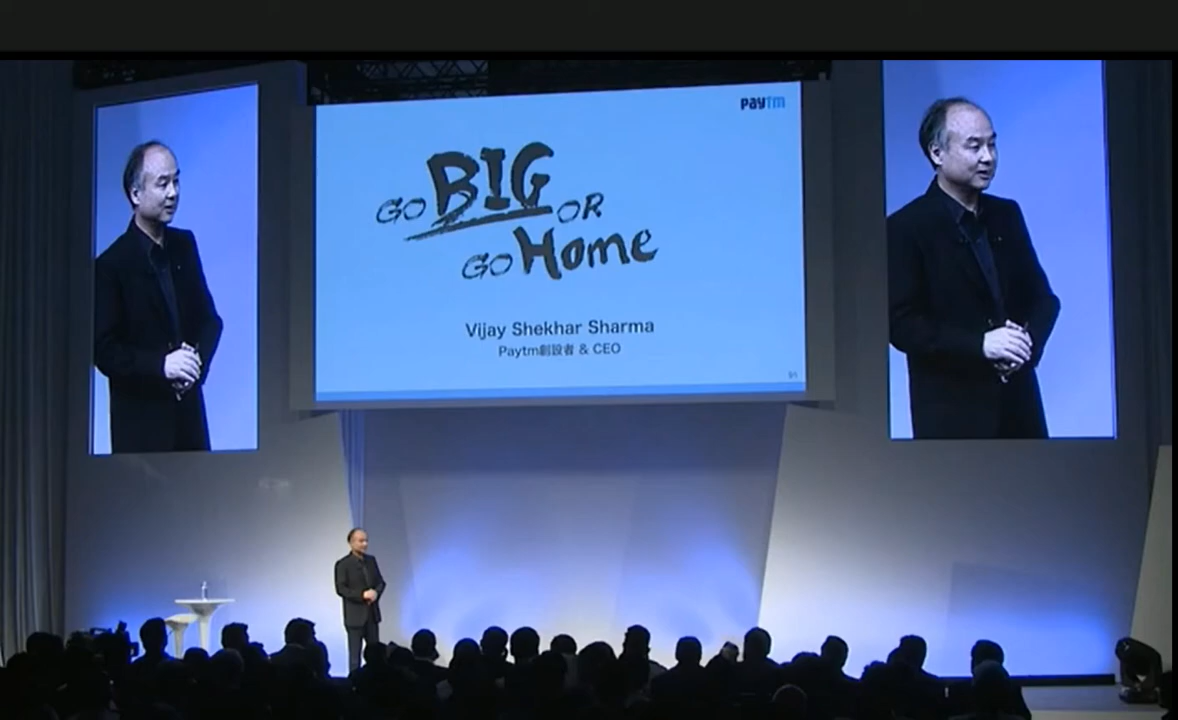 Paytm
GO BIG OR
GO Home
Vijay Shekhar Sharma
Paytm創設者 & CEO